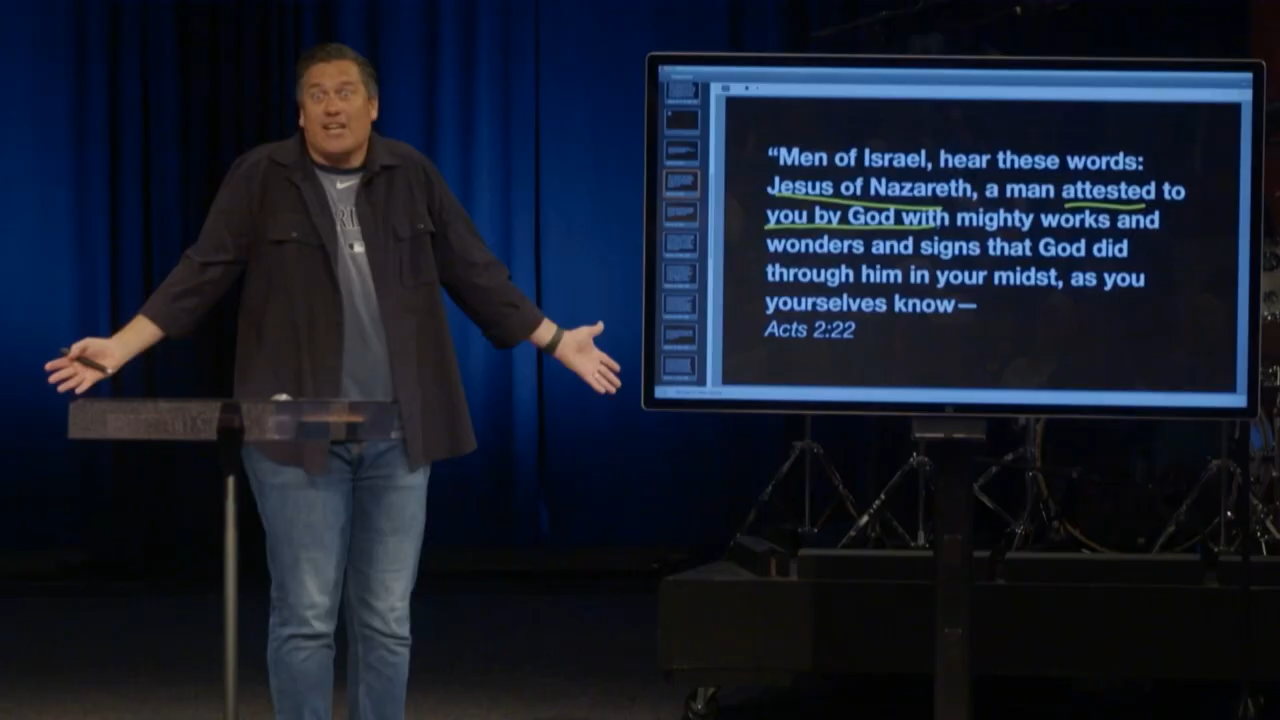 “Men of Israel, hear these words:
Jesus of Nazareth, a man attested to
you by God with mighty works and
wonders and signs that God did
through him in your midst, as you
yourselves know—
Acts 2:22